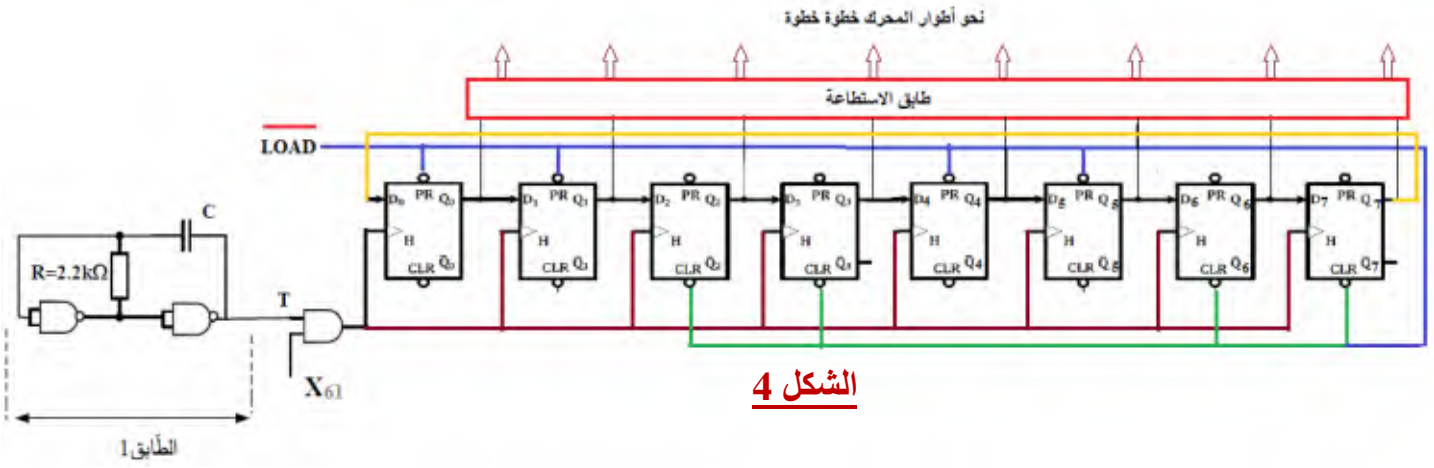 نحو أطوار المحرك خطوة خطوة
طابق الاستطاعة
LOAD
D0 PR Q0 D1 PR Q1 D2 PR Q2 D3 PR Q3 D4 PR Q4 D5 PR Q5 D6 PR Q6 D7 PR Q7
C
H H H H H H H H
R=2.2kΩ
CLR Q0 CLR Q1 CLR Q2 CLR Q3 CLR Q4 CLR Q5 CLR Q6 CLR Q7
T
X61
الشكل 4
الطّابق1